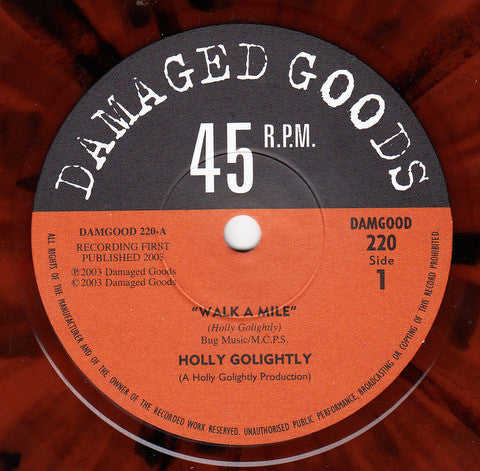 DAMAGED GOODS
45 R.P.M.
DAMGOOD 220-A
RECORDING FIRST
PUBLISHED 2003
℗ 2003 Damaged Goods
© 2003 Damaged Goods
DAMGOOD
220
Side
1
"WALK A MILE"
(Holly Golightly)
Bug Music/M.C.P.S.
HOLLY GOLIGHTLY
(A Holly Golightly Production)
ALL RIGHTS OF THE MANUFACTURER AND OF THE OWNER OF THE RECORDED WORK RESERVED. UNAUTHORISED PUBLIC PERFORMANCE, BROADCASTING OR COPYING OF THIS RECORD PROHIBITED.